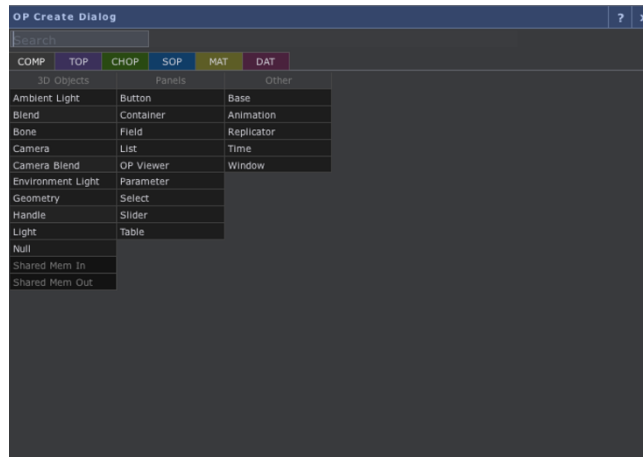 OP Create Dialog ?
Search
COMP TOP CHOP SOP MAT DAT
3D Objects Panels Other
Ambient Light Button Base
Blend Container Animation
Bone Field Replicator
Camera List Time
Camera Blend OP Viewer Window
Environment Light Parameter
Geometry Select
Handle Slider
Light Table
Null
Shared Mem In
Shared Mem Out